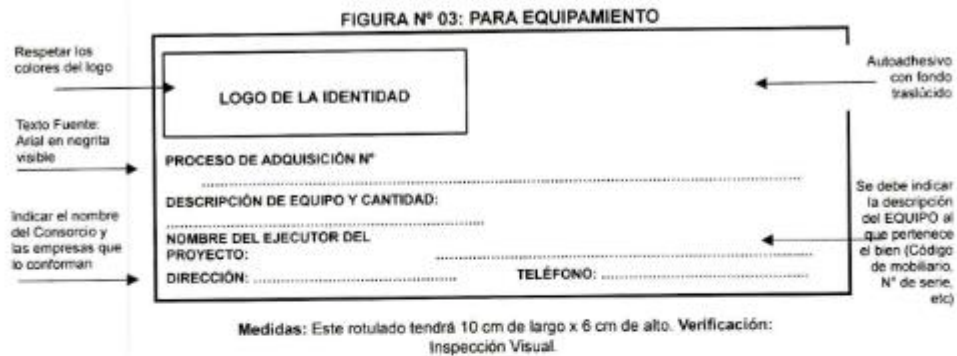 FIGURA Nº 03: PARA EQUIPAMIENTO
Respetar los
colores del logo
LOGO DE LA IDENTIDAD
Autoadhesivo
con fondo
traslúcido
Texto Fuente:
Arial en negrita
visible
PROCESO DE ADQUISICIÓN Nº
DESCRIPCIÓN DE EQUIPO Y CANTIDAD:
Indicar el nombre
del Consorcio y
las empresas que
lo conforman
NOMBRE DEL EJECUTOR DEL
PROYECTO:
DIRECCIÓN:
TELÉFONO:
Se debe indicar
la descripción
del EQUIPO al
que pertenece
el bien (Código
de mobiliario,
N° de serie,
etc)
Medidas: Este rotulado tendrá 10 cm de largo x 6 cm de alto. Verificación:
Inspección Visual.